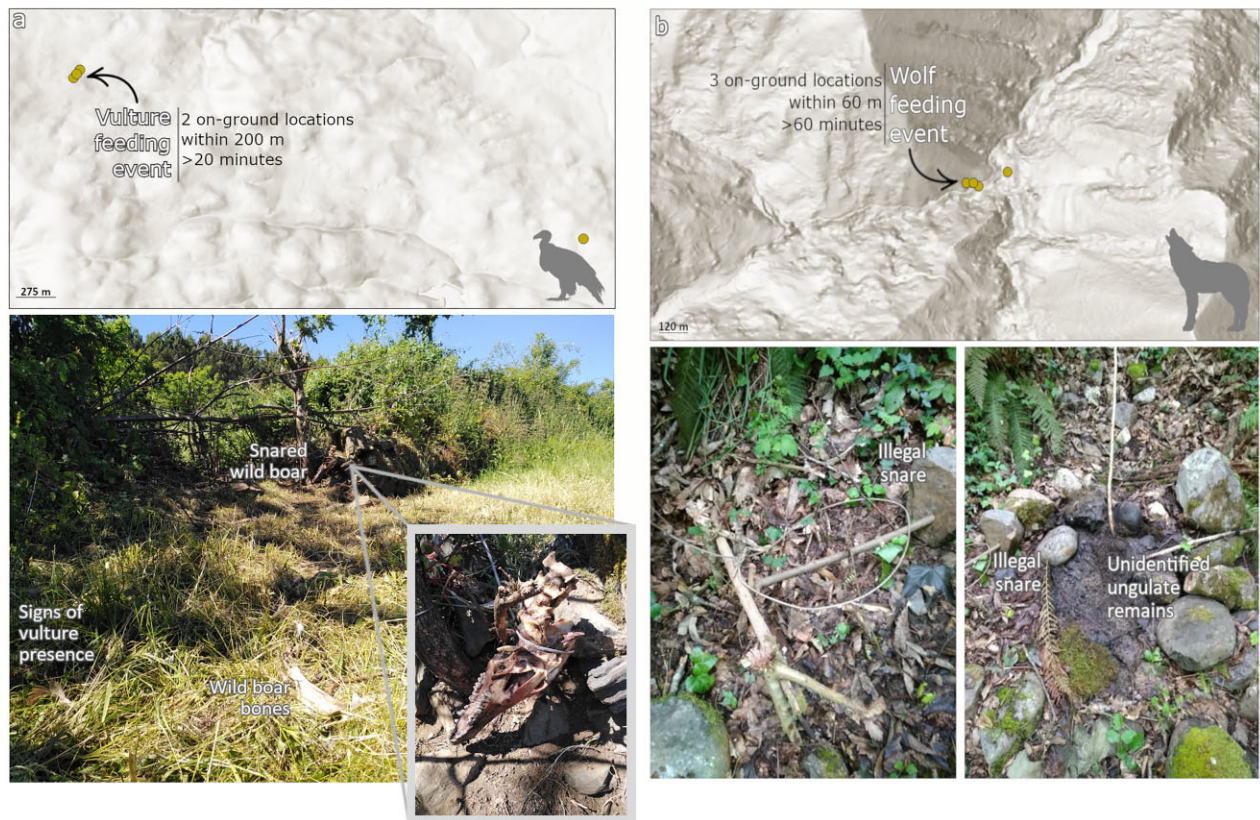 a
Vulture
feeding
event
2 on-ground locations
within 200 m
>20 minutes
275 m
Snared
wild boar
Signs of
vulture
presence
Wild boar
bones
b
3 on-ground locations
within 60 m
>60 minutes
Wolf
feeding
event
120 m
Illegal
snare
Illegal
snare
Unidentified
ungulate
remains